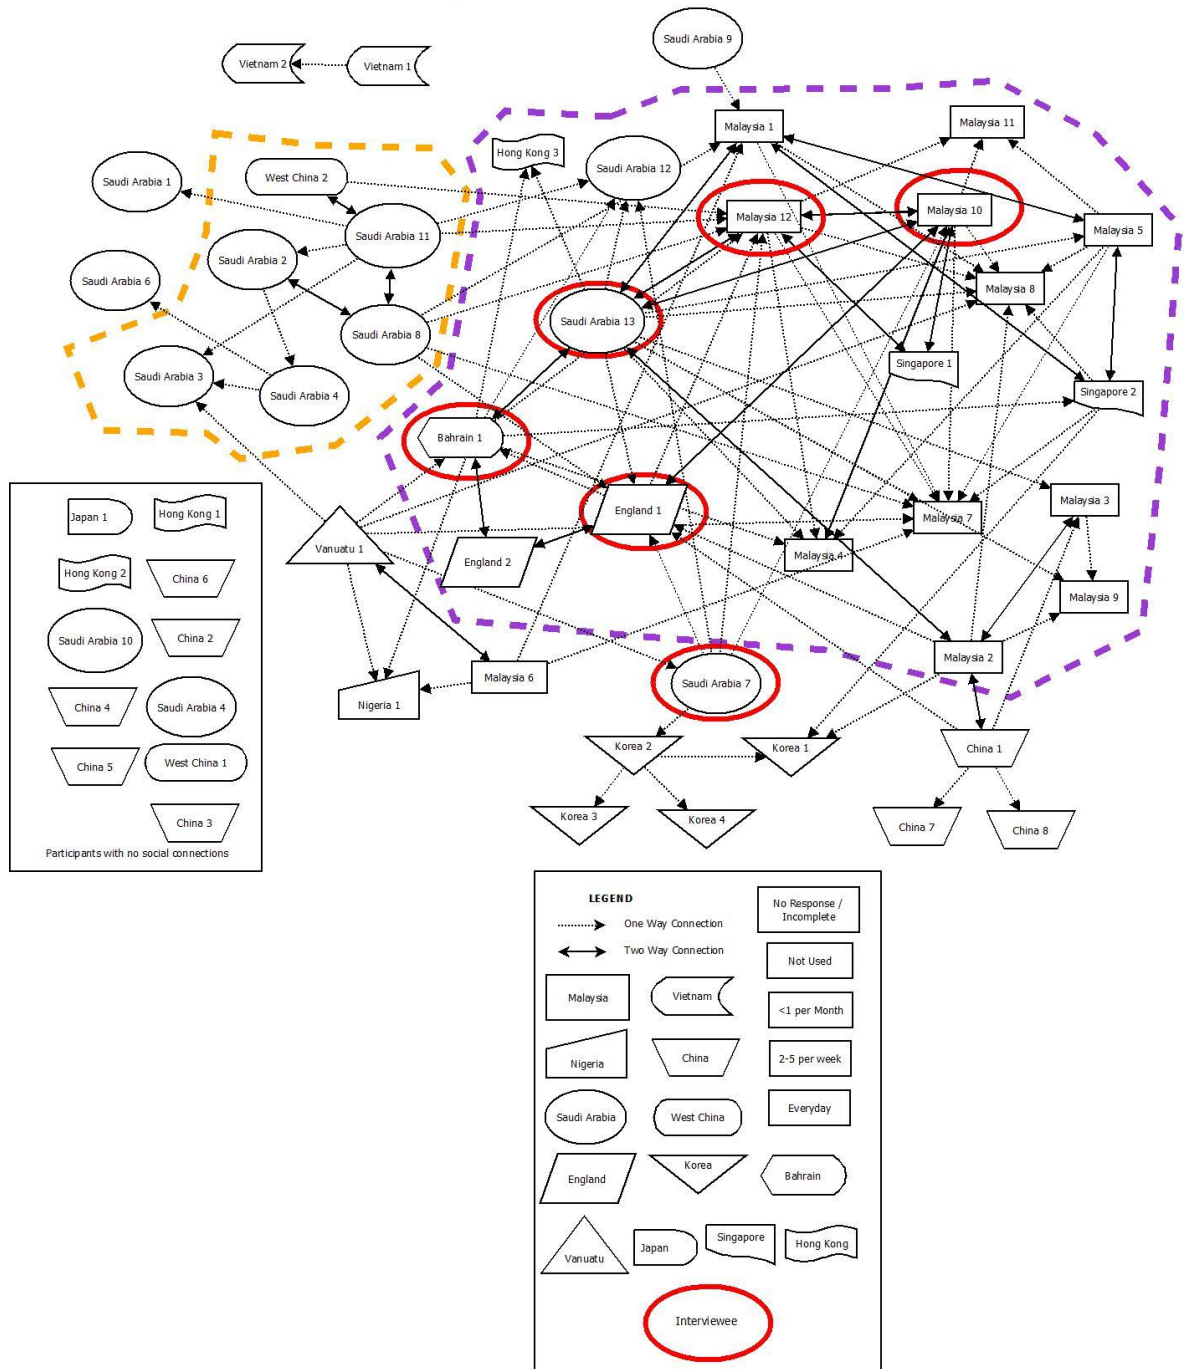 Saudi Arabia 9
Vietnam 2
Vietnam 1
Malaysia 1
Malaysia 11
Hong Kong 3
Saudi Arabia 12
West China 2
Saudi Arabia 1
Malaysia 12
Malaysia 10
Malaysia 5
Saudi Arabia 11
Saudi Arabia 2
Saudi Arabia 6
Malaysia 8
Saudi Arabia 13
Saudi Arabia 8
Singapore 1
Saudi Arabia 3
Saudi Arabia 4
Singapore 2
Bahrain 1
Malaysia 3
England 1
Malaysia 7
Japan 1
Hong Kong 1
Vanuatu 1
Malaysia 4
England 2
Hong Kong 2
China 6
Malaysia 9
Saudi Arabia 10
China 2
Malaysia 2
Malaysia 6
Saudi Arabia 7
Nigeria 1
China 4
Saudi Arabia 4
Korea 2
Korea 1
China 1
China 5
West China 1
Korea 3
Korea 4
China 7
China 8
China 3
Participants with no social connections
LEGEND
One Way Connection
Two Way Connection
No Response /
Incomplete
Not Used
Malaysia
Vietnam
<1 per Month
Nigeria
China
2-5 per week
Saudi Arabia
West China
Everyday
England
Korea
Bahrain
Vanuatu
Japan
Singapore
Hong Kong
Interviewee